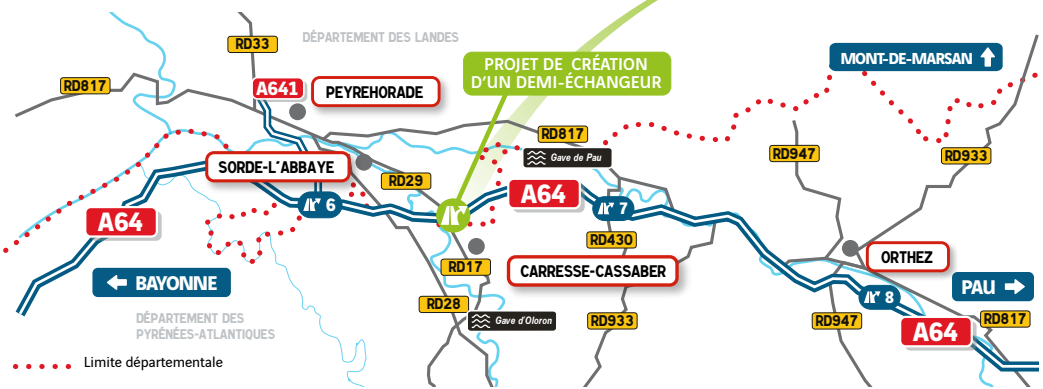 DÉPARTEMENT DES LANDES
RD33
PROJET DE CRÉATION
D'UN DEMI-ÉCHANGEUR
MONT-DE-MARSAN
RD817
A641
PEYREHORADE
RD817
Gave de Pau
RD947
RD933
SORDE-L'ABBAYE
RD29
A64
6
7
A64
RD430
ORTHEZ
RD17
CARRESSE-CASSABER
BAYONNE
PAU
8
RD28
DÉPARTEMENT DES
PYRÉNÉES-ATLANTIQUES
Gave d'Oloron
RD933
RD947
A64
RD817
Limite départementale